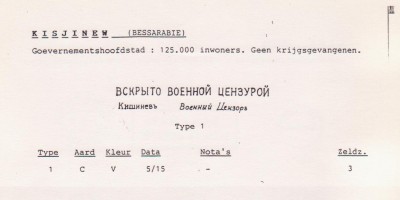 KISJINEW (BESSARABIE)
Goevernementshoofdstad : 125.000 inwoners. Geen krijgsgevangenen.
ВСКРЫТО ВОЕННОЙ ЦЕНЗУРОЙ
Кишиневъ Военный Цензоръ
Type 1
Type Aard Kleur Data Nota's Zeldz.
1 C V 5/15 - 3